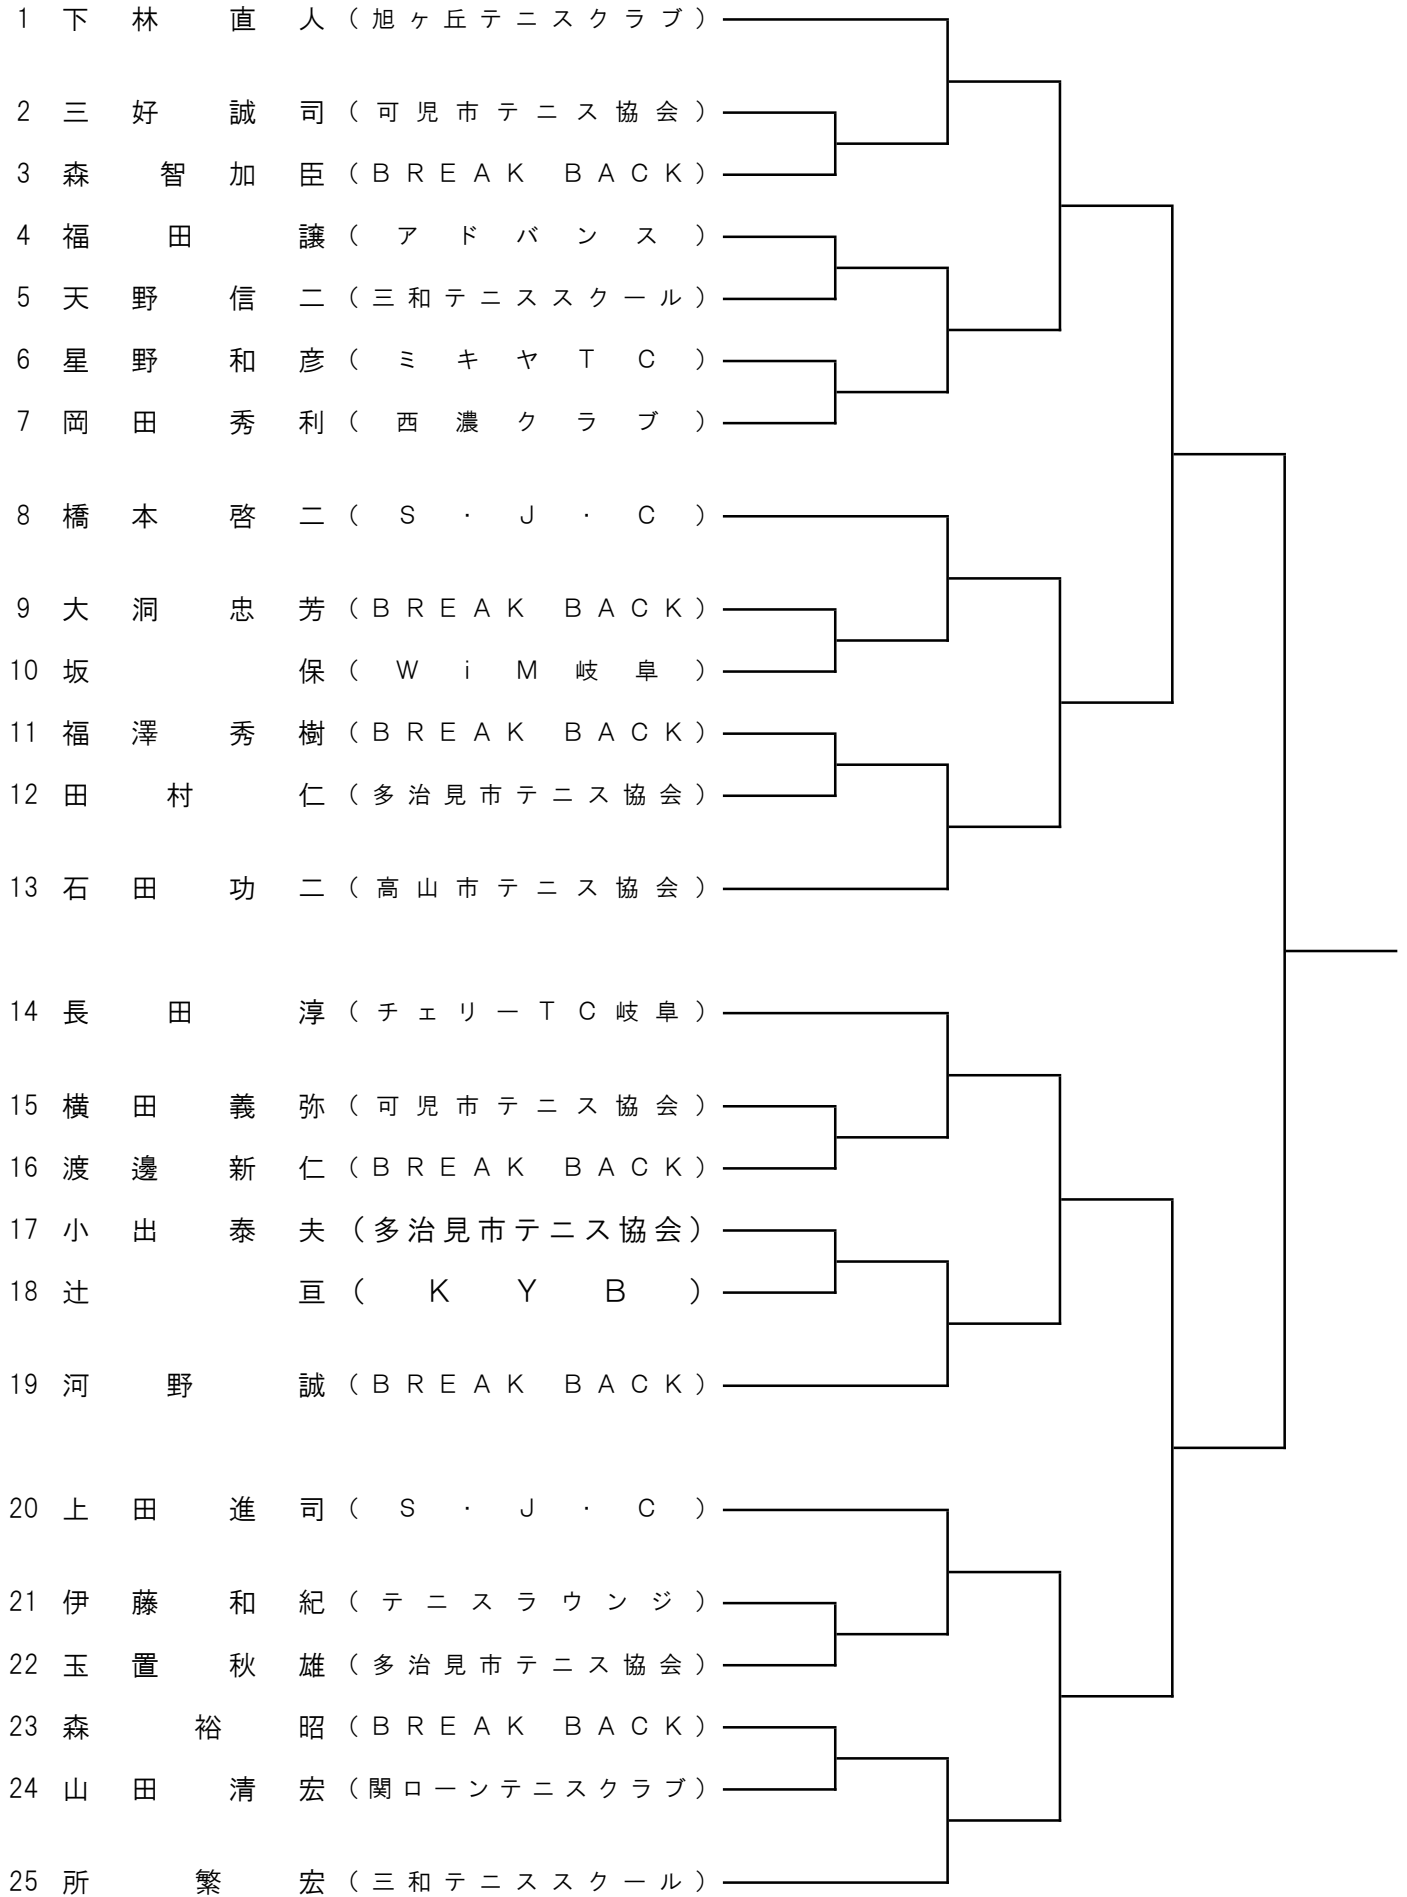 1 下林 直人 (旭ヶ丘テニスクラブ)
2 三好 誠司 (可児市テニス協会)
3 森 智加臣 (BREAK BACK)
4 福田 譲 (アドバンス)
5 天野 信二 (三和テニススクール)
6 星野 和彦 (ミキヤTC)
7 岡田 秀利 (西濃クラブ)
8 橋本 啓二 (S・J・C)
9 大洞 忠芳 (BREAK BACK)
10 坂 保 (WiM岐阜)
11 福澤 秀樹 (BREAK BACK)
12 田村 仁 (多治見市テニス協会)
13 石田 功二 (高山市テニス協会)
14 長田 淳 (チェリーTC岐阜)
15 横田 義弥 (可児市テニス協会)
16 渡邊 新仁 (BREAK BACK)
17 小出 泰夫 (多治見市テニス協会)
18 辻 亘 (KYB)
19 河野 誠 (BREAK BACK)
20 上田 進司 (S・J・C)
21 伊藤 和紀 (テニスラウンジ)
22 玉置 秋雄 (多治見市テニス協会)
23 森 裕昭 (BREAK BACK)
24 山田 清宏 (関ローンテニスクラブ)
25 所 繁宏 (三和テニススクール)